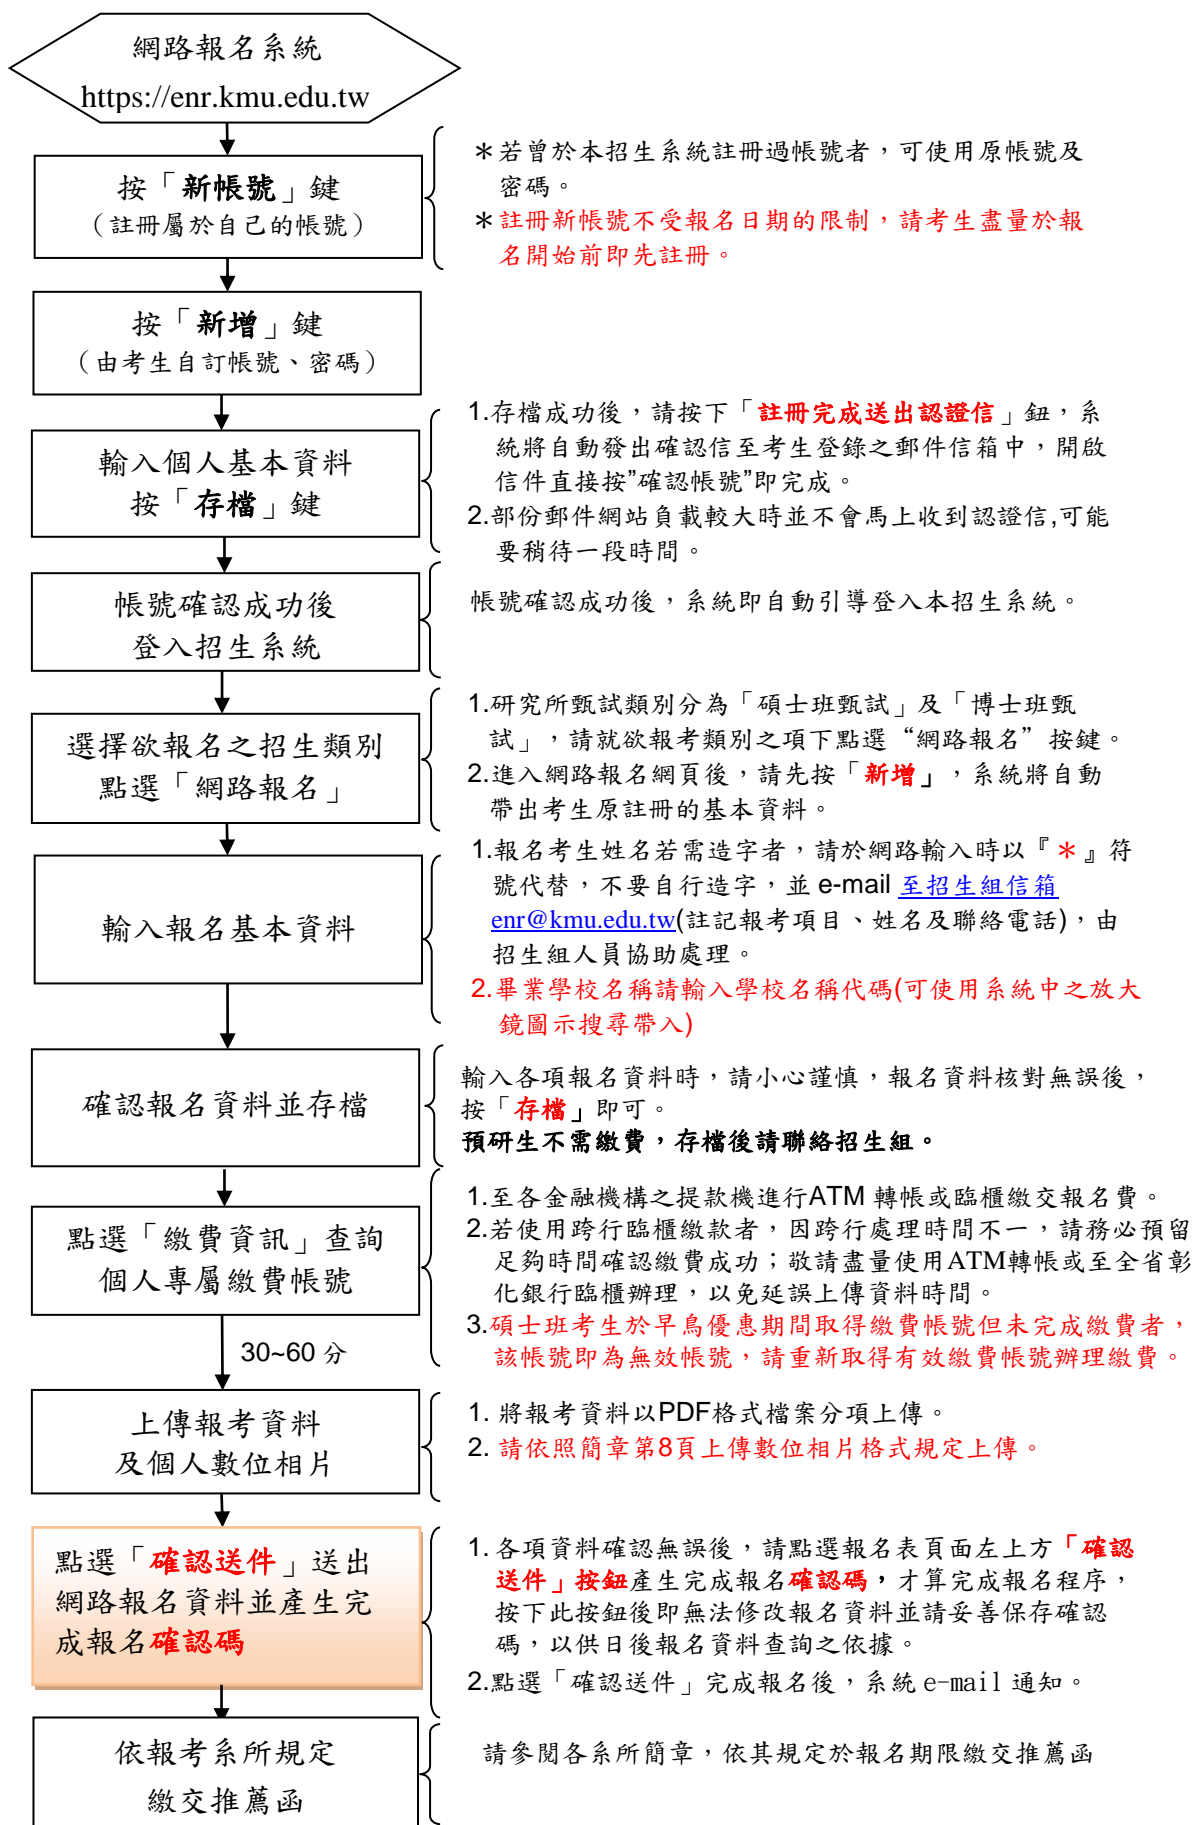 網路報名系統
https://enr.kmu.edu.tw
按「新帳號」鍵
（註冊屬於自己的帳號）
＊若曾於本招生系統註冊過帳號者，可使用原帳號及
密碼。
＊註冊新帳號不受報名日期的限制，請考生盡量於報
名開始前即先註冊。
按「新增」鍵
（由考生自訂帳號、密碼）
輸入個人基本資料
按「存檔」鍵
1.存檔成功後，請按下「註冊完成送出認證信」鈕，系
統將自動發出確認信至考生登錄之郵件信箱中，開啟
信件直接按”確認帳號”即完成。
2.部份郵件網站負載較大時並不會馬上收到認證信,可能
要稍待一段時間。
帳號確認成功後
登入招生系統
帳號確認成功後，系統即自動引導登入本招生系統。
選擇欲報名之招生類別
點選「網路報名」
1.研究所甄試類別分為「碩士班甄試」及「博士班甄
試」，請就欲報考類別之項下點選“網路報名”按鍵。
2.進入網路報名網頁後，請先按「新增」，系統將自動
帶出考生原註冊的基本資料。
輸入報名基本資料
1.報名考生姓名若需造字者，請於網路輸入時以『＊』符
號代替，不要自行造字，並 e-mail 至招生組信箱
enr@kmu.edu.tw(註記報考項目、姓名及聯絡電話)，由
招生組人員協助處理。
2.畢業學校名稱請輸入學校名稱代碼(可使用系統中之放大
鏡圖示搜尋帶入)
確認報名資料並存檔
輸入各項報名資料時，請小心謹慎，報名資料核對無誤後，
按「存檔」即可。
預研生不需繳費，存檔後請聯絡招生組。
點選「繳費資訊」查詢
個人專屬繳費帳號
1.至各金融機構之提款機進行ATM 轉帳或臨櫃繳交報名費。
2.若使用跨行臨櫃繳款者，因跨行處理時間不一，請務必預留
足夠時間確認繳費成功；敬請盡量使用ATM轉帳或至全省彰
化銀行臨櫃辦理，以免延誤上傳資料時間。
3.碩士班考生於早鳥優惠期間取得繳費帳號但未完成繳費者，
該帳號即為無效帳號，請重新取得有效繳費帳號辦理繳費。
30~60 分
上傳報考資料
及個人數位相片
1. 將報考資料以PDF格式檔案分項上傳。
2. 請依照簡章第8頁上傳數位相片格式規定上傳。
點選「確認送件」送出
網路報名資料並產生完
成報名確認碼
1. 各項資料確認無誤後，請點選報名表頁面左上方「確認
送件」按鈕產生完成報名確認碼，才算完成報名程序，
按下此按鈕後即無法修改報名資料並請妥善保存確認
碼，以供日後報名資料查詢之依據。
2.點選「確認送件」完成報名後，系統 e-mail 通知。
依報考系所規定
繳交推薦函
請參閱各系所簡章，依其規定於報名期限繳交推薦函